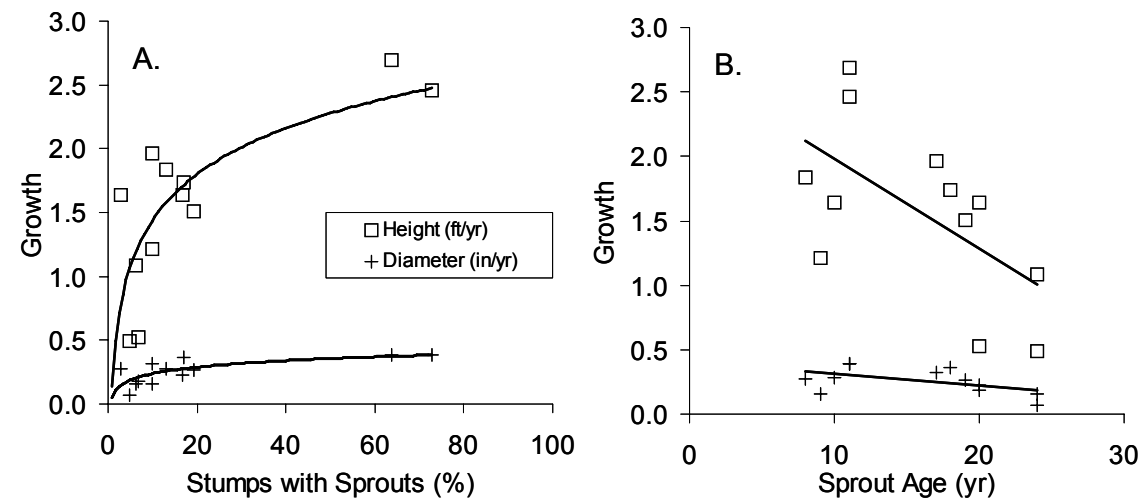 3.0
A.
2.5
2.0
1.5
1.0
0.5
0.0
Growth
Height (ft/yr)
Diameter (in/yr)
0 20 40 60 80 100
Stumps with Sprouts (%)
3.0
B.
2.5
2.0
1.5
1.0
0.5
0.0
Growth
0 10 20 30
Sprout Age (yr)